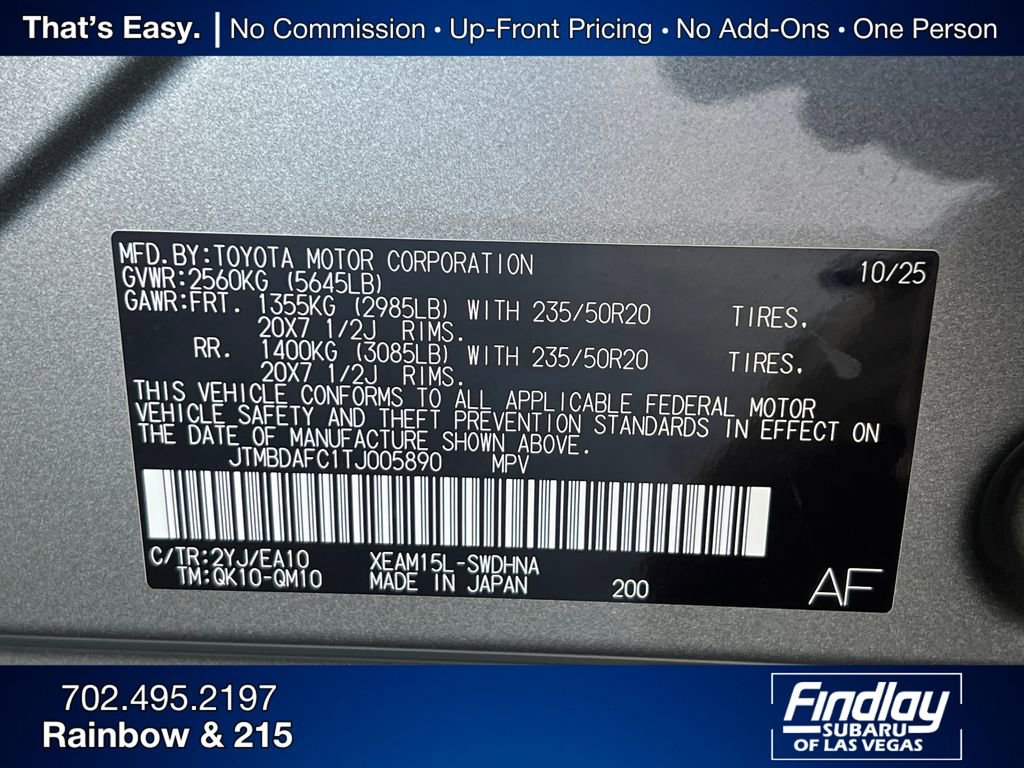 That's Easy. | No Commission • Up-Front Pricing • No Add-Ons • One Person
MFD.BY:TOYOTA MOTOR CORPORATION 10/25
GVWR:2560KG (5645LB)
GAWR:FRT. 1355KG (2985LB) WITH 235/50R20 TIRES,
20X7 1/2J RIMS.
RR. 1400KG (3085LB) WITH 235/50R20 TIRES,
20X7 1/2J RIMS.
THIS VEHICLE CONFORMS TO ALL APPLICABLE FEDERAL MOTOR
VEHICLE SAFETY AND THEFT PREVENTION STANDARDS IN EFFECT ON
THE DATE OF MANUFACTURE SHOWN ABOVE.
JTMBDAFC1TJ005890 MPV
C/TR:2YJ/EA10 XEAM15L-SWDHNA
TM:QK10-QM10 MADE IN JAPAN 200 AF
702.495.2197
Rainbow & 215
Findlay
SUBARU
OF LAS VEGAS